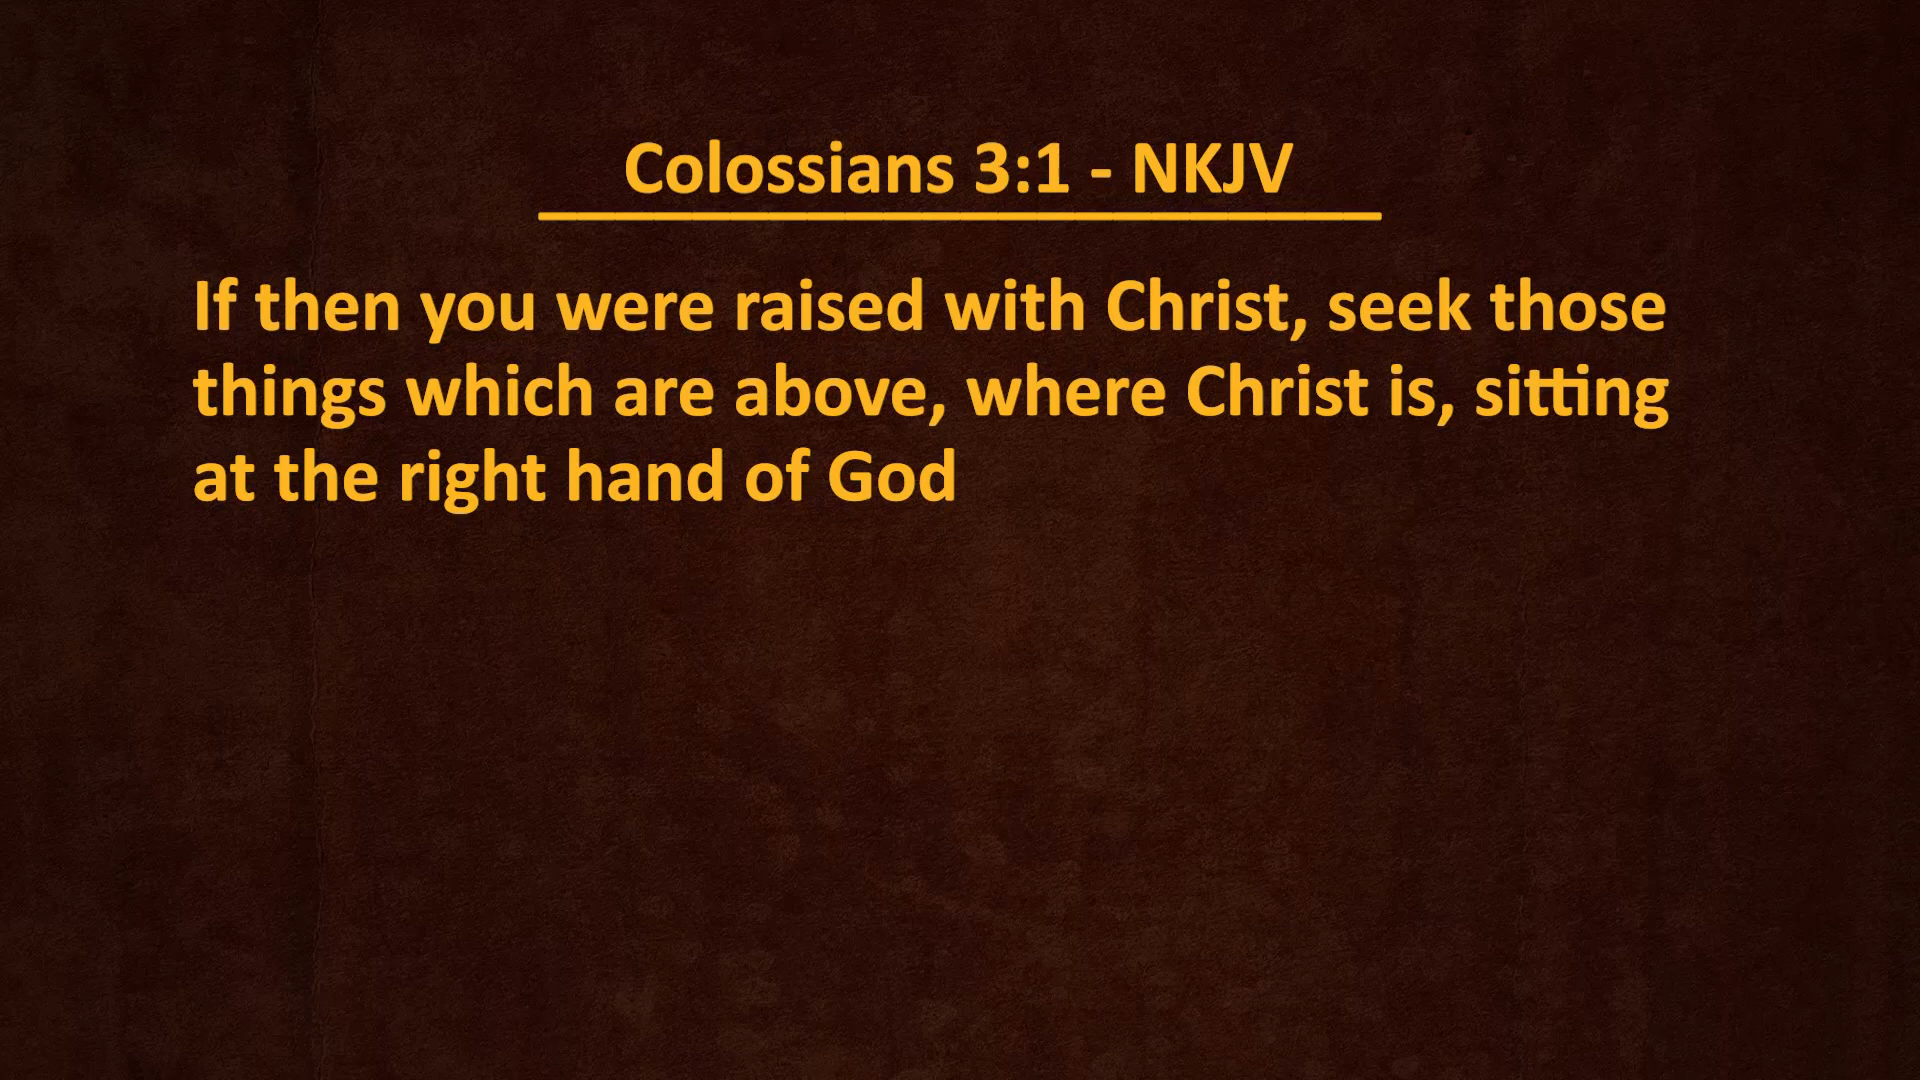 Colossians 3:1 - NKJV
If then you were raised with Christ, seek those
things which are above, where Christ is, sitting
at the right hand of God